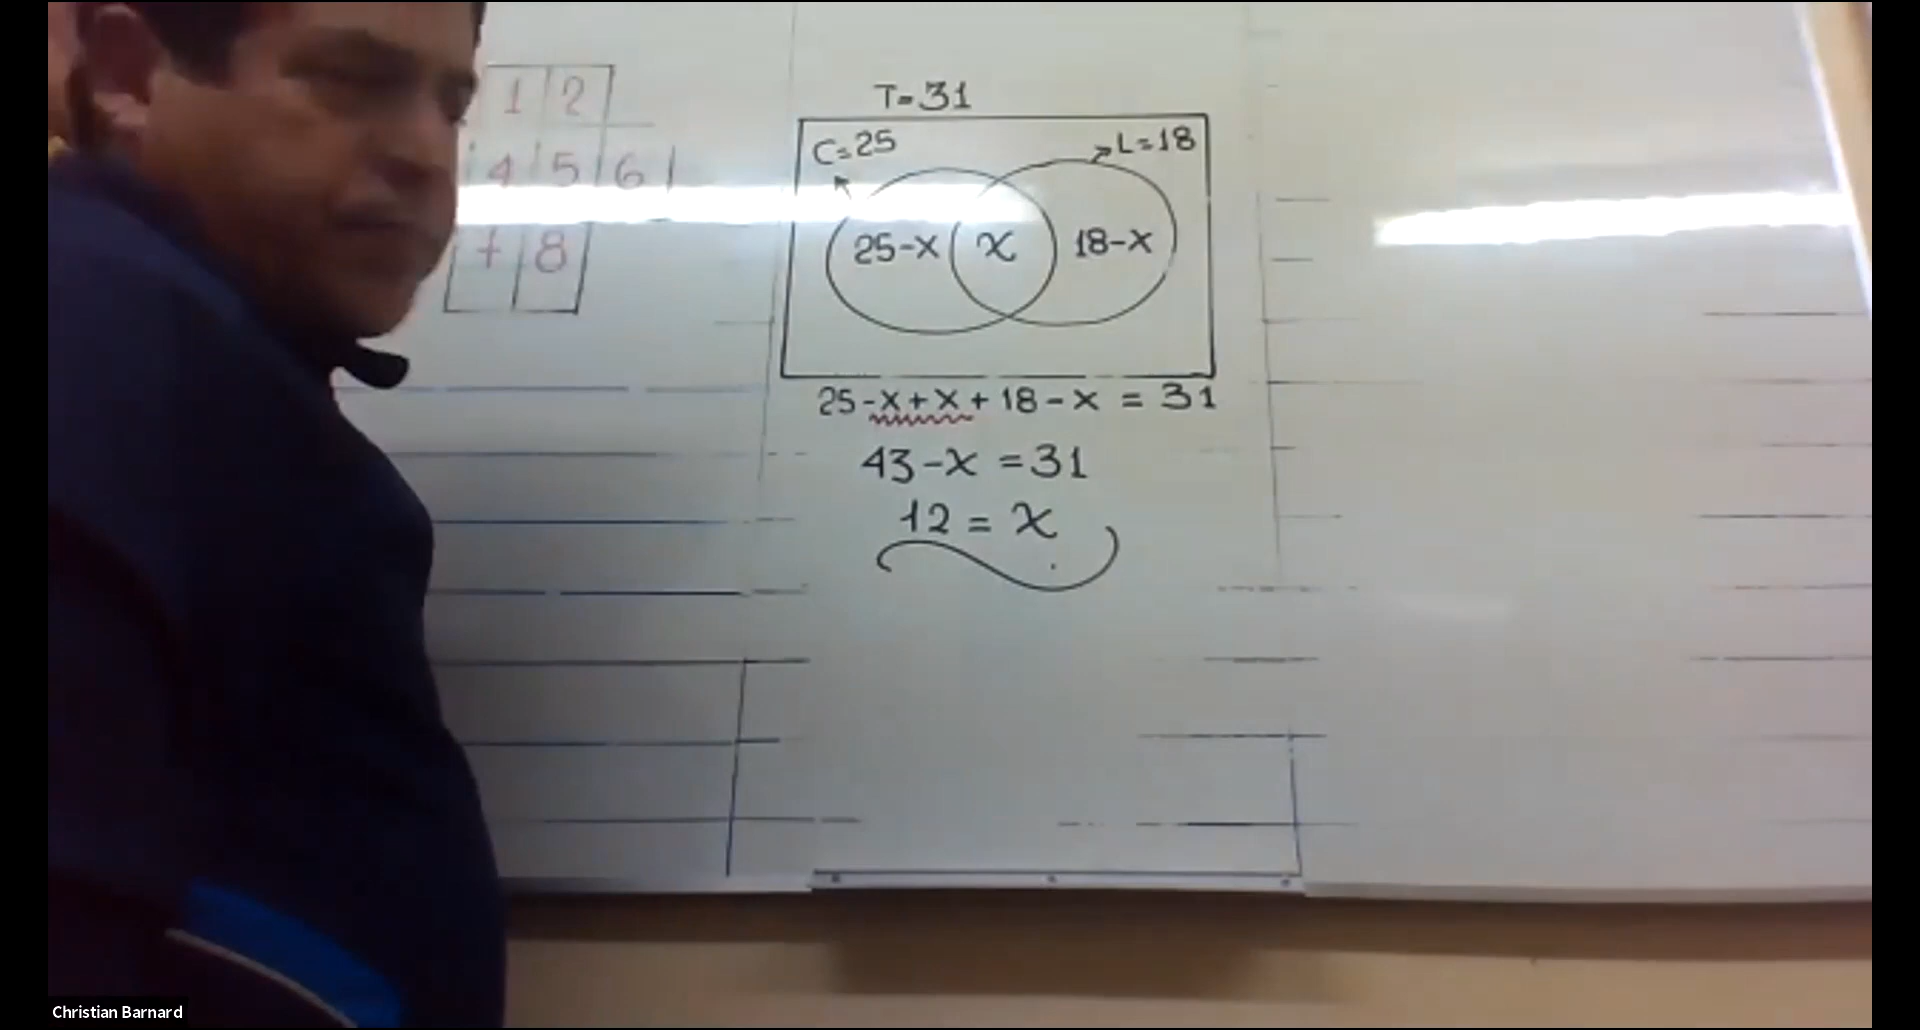 1 2
4 5 6
7 8
T=31
C=25
L=18
25-x x 18-x
25-x+x+18-x = 31
43-x =31
12 = x
Christian Barnard